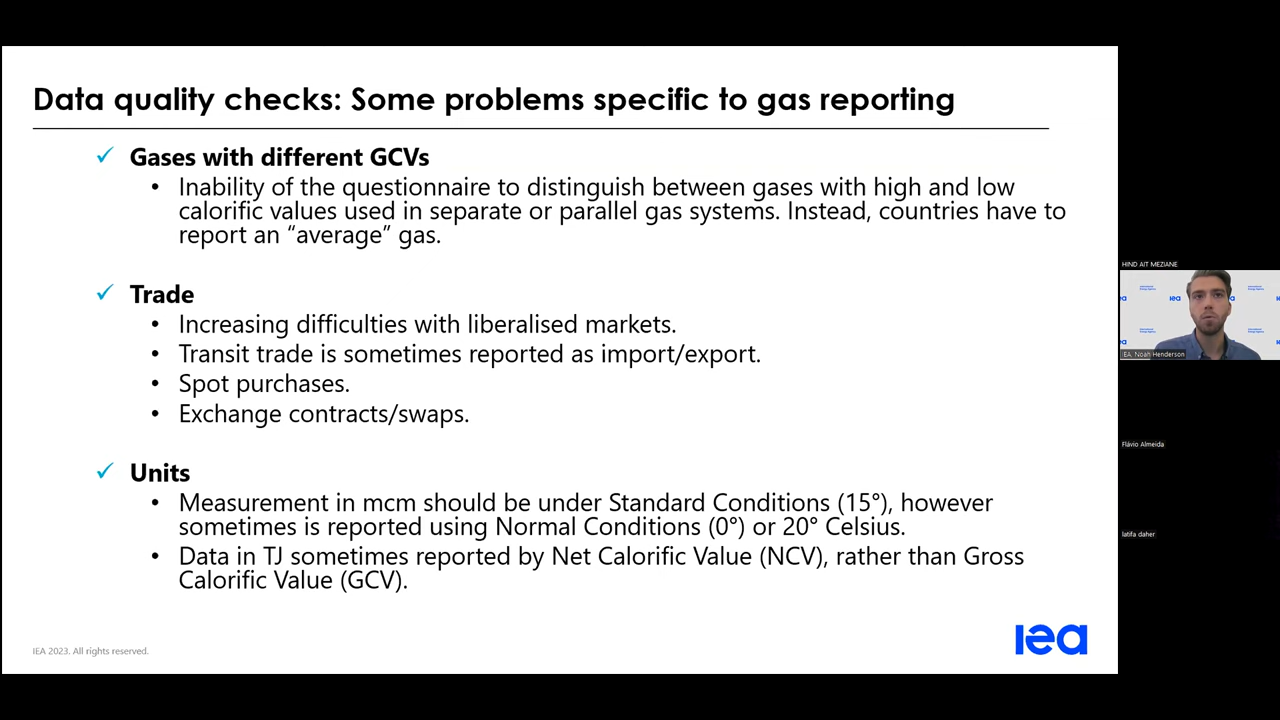 Data quality checks: Some problems specific to gas reporting
✓ Gases with different GCVs
• Inability of the questionnaire to distinguish between gases with high and low
calorific values used in separate or parallel gas systems. Instead, countries have to
report an “average” gas.
✓ Trade
• Increasing difficulties with liberalised markets.
• Transit trade is sometimes reported as import/export.
• Spot purchases.
• Exchange contracts/swaps.
✓ Units
• Measurement in mcm should be under Standard Conditions (15°), however
sometimes is reported using Normal Conditions (0°) or 20° Celsius.
• Data in TJ sometimes reported by Net Calorific Value (NCV), rather than Gross
Calorific Value (GCV).
IEA 2023. All rights reserved.
iea
HIND AIT MEZIANE
iea
IEA. Noah Henderson
Flávio Almeida
latifa daher